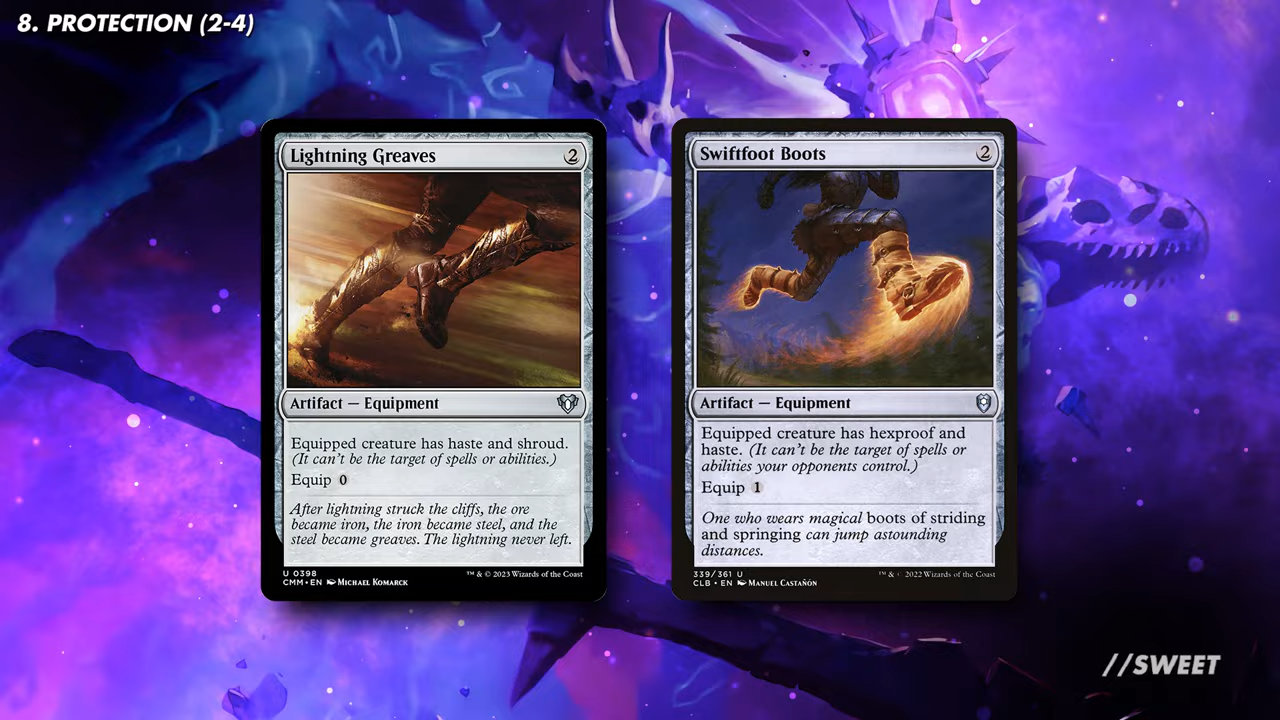 8. PROTECTION (2-4)
Lightning Greaves 2
Artifact — Equipment
Equipped creature has haste and shroud.
(It can't be the target of spells or abilities.)
Equip 0
After lightning struck the cliffs, the ore
became iron, the iron became steel, and the
steel became greaves. The lightning never left.
U 0398
CMM • EN Michael Komarck
™ & © 2023 Wizards of the Coast
Swiftfoot Boots 2
Artifact — Equipment
Equipped creature has hexproof and
haste. (It can't be the target of spells or
abilities your opponents control.)
Equip 1
One who wears magical boots of striding
and springing can jump astounding
distances.
339/361 U
CLB • EN Manuel Castañón
™ & 2022 Wizards of the Coast
//SWEET